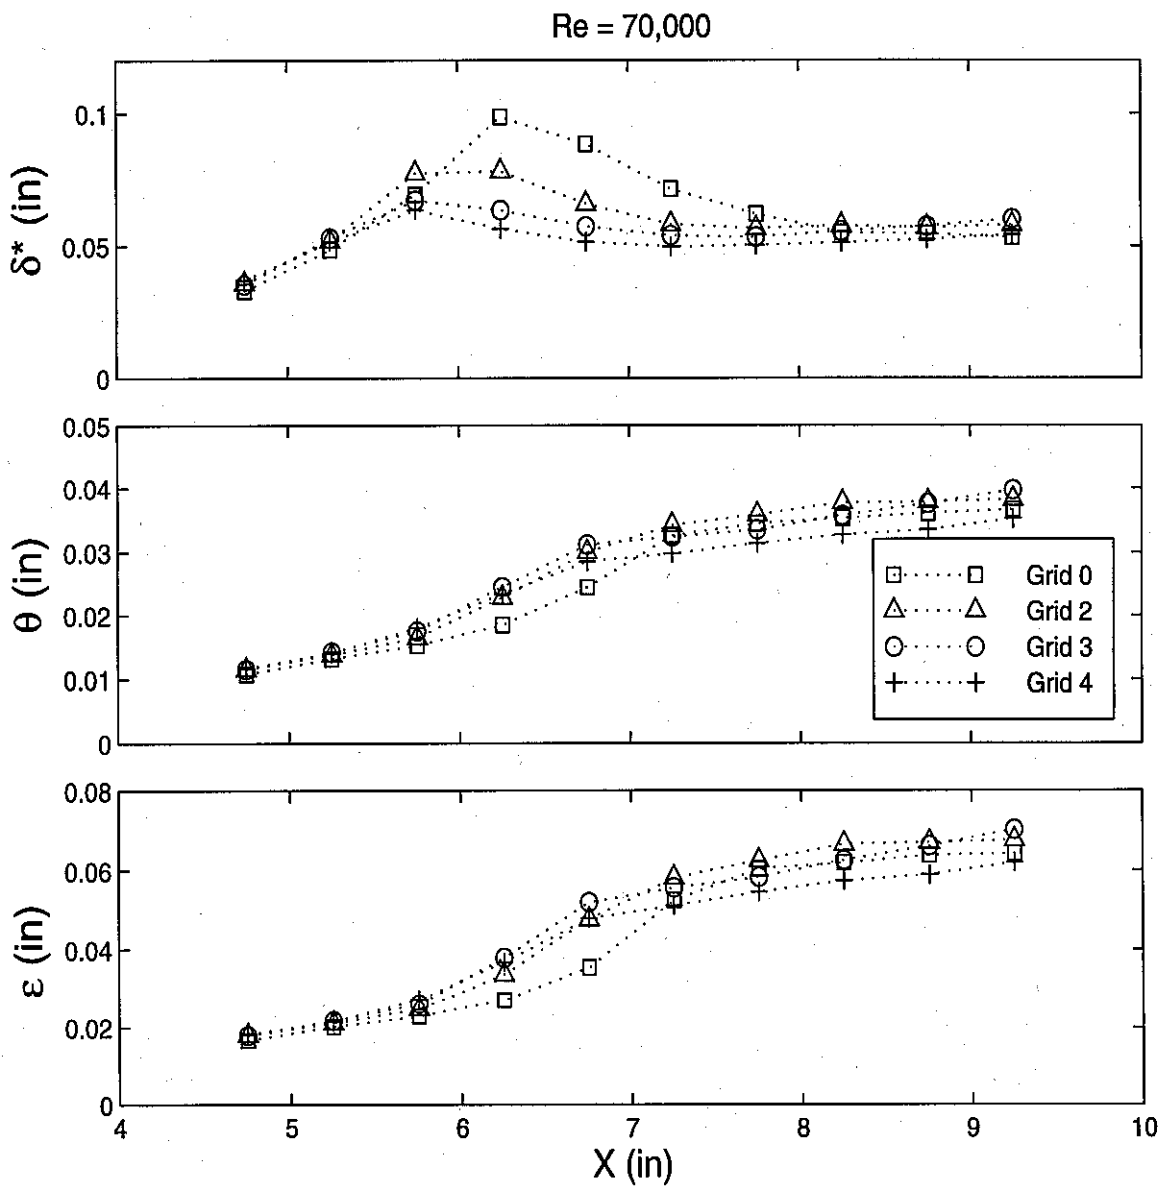 Re = 70,000
0.1
0.05
0
δ* (in)
0.05
0.04
0.03
0.02
0.01
0
θ (in)
Grid 0
Grid 2
Grid 3
Grid 4
0.08
0.06
0.04
0.02
0
ε (in)
4 5 6 7 8 9 10
X (in)